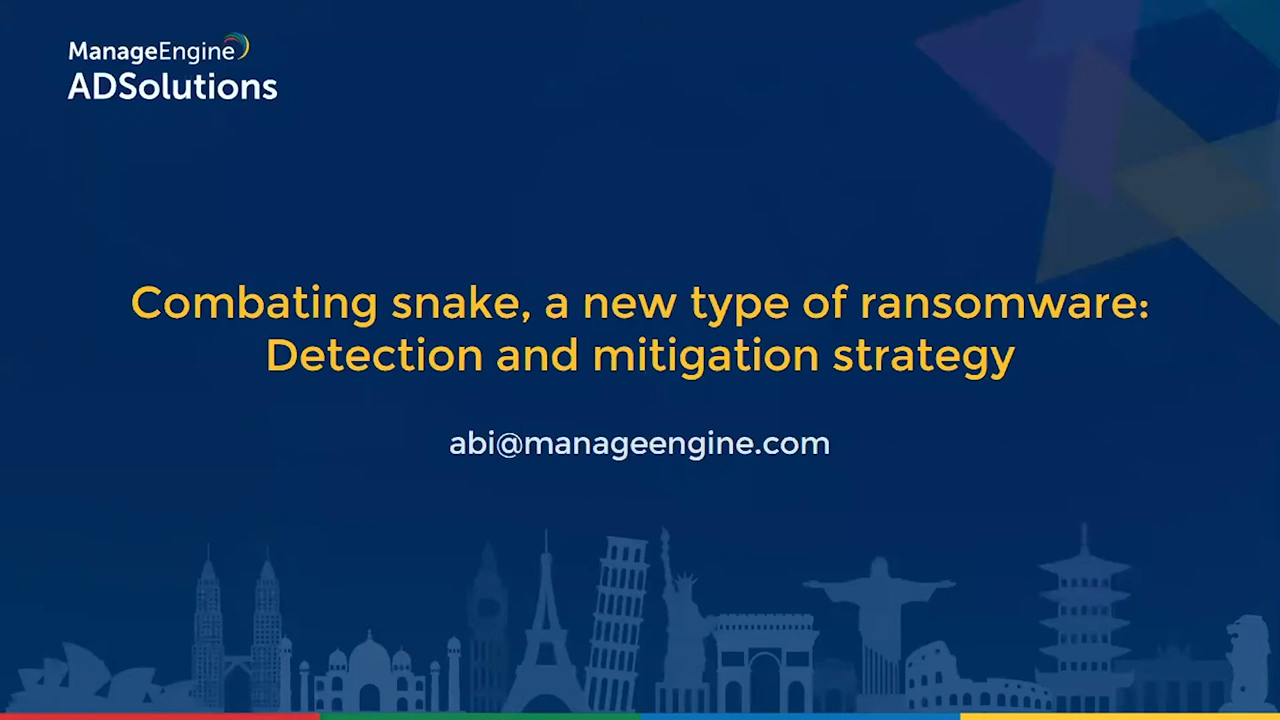 ManageEngine
ADSolutions
Combating snake, a new type of ransomware:
Detection and mitigation strategy
abi@manageengine.com